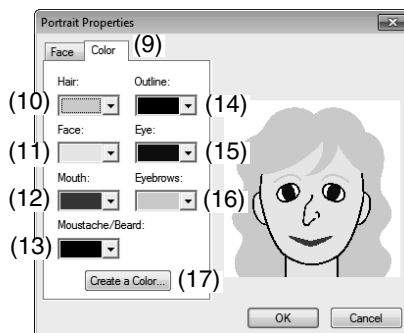 Portrait Properties
Face Color (9)
Hair: Outline:
(10) (14)
Face: Eye:
(11) (15)
Mouth: Eyebrows:
(12) (16)
Moustache/Beard:
(13)
Create a Color... (17)
OK Cancel